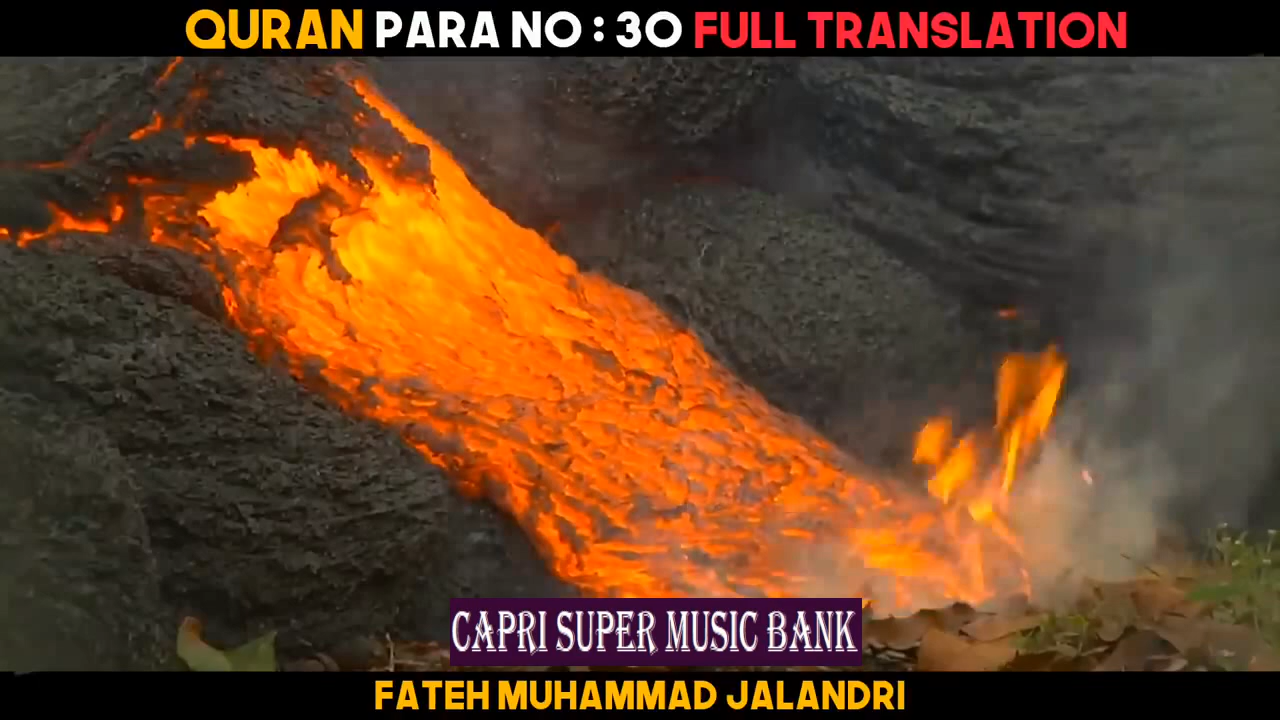 QURAN PARA NO : 30 FULL TRANSLATION
CAPRI SUPER MUSIC BANK
FATEH MUHAMMAD JALANDRI